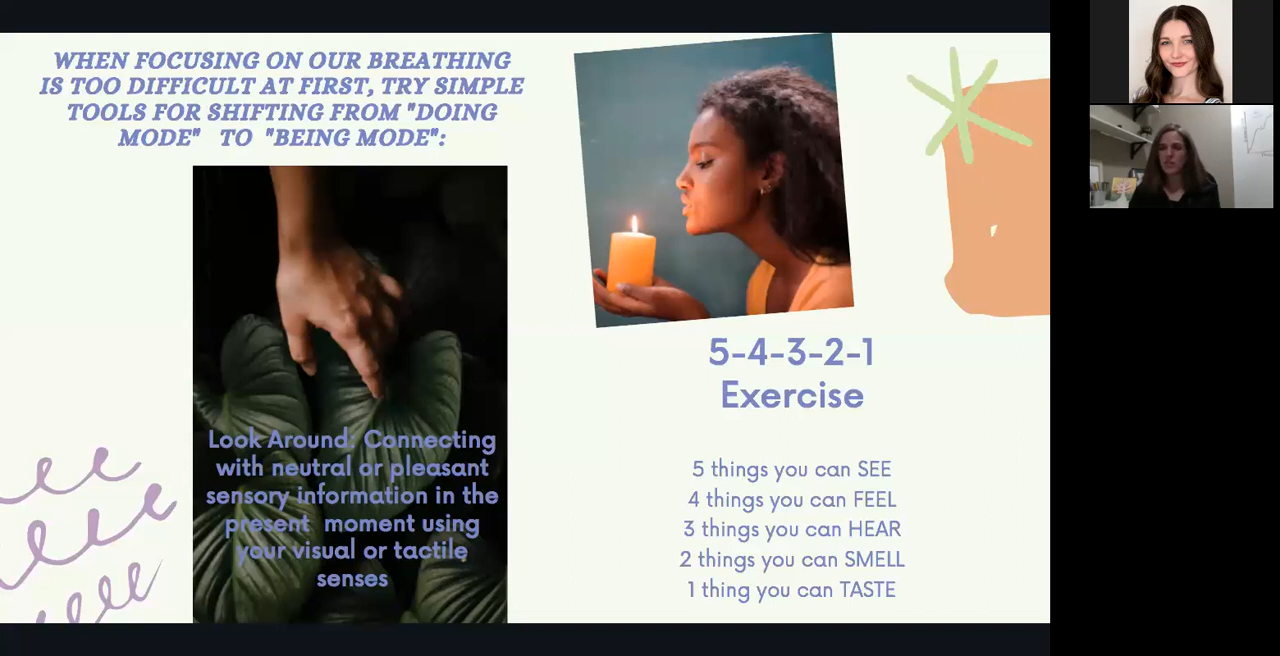 WHEN FOCUSING ON OUR BREATHING
IS TOO DIFFICULT AT FIRST, TRY SIMPLE
TOOLS FOR SHIFTING FROM "DOING
MODE" TO "BEING MODE":
Look Around: Connecting
with neutral or pleasant
sensory information in the
present moment using
your visual or tactile
senses
5-4-3-2-1
Exercise
5 things you can SEE
4 things you can FEEL
3 things you can HEAR
2 things you can SMELL
1 thing you can TASTE